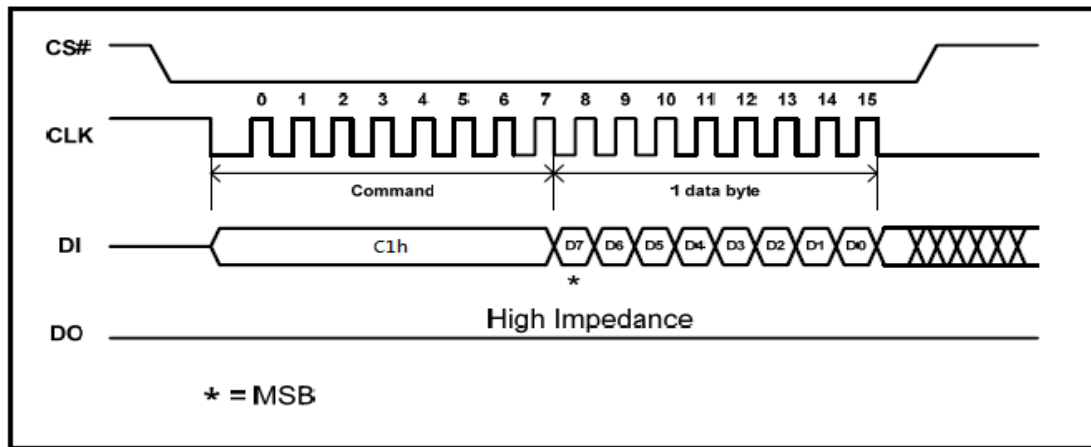 CS#
0 1 2 3 4 5 6 7 8 9 10 11 12 13 14 15
CLK
Command 1 data byte
DI C1h D7 D6 D5 D4 D3 D2 D1 D0
*
High Impedance
DO
* = MSB